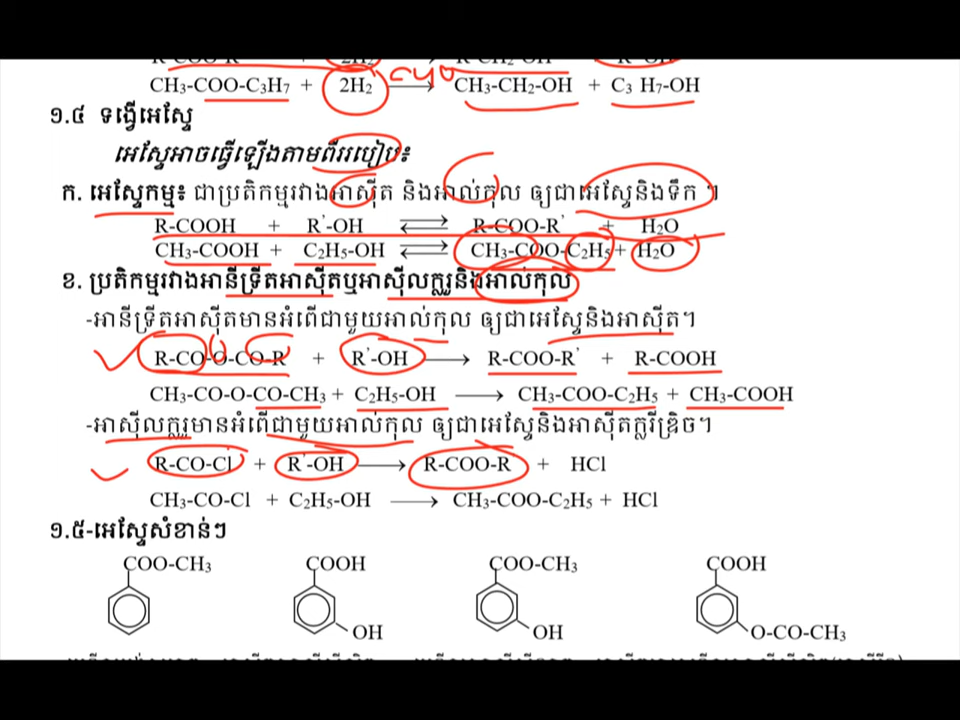 CH₃-COO-C₃H₇ + 2H₂ ⟶ CH₃-CH₂-OH + C₃ H₇-OH
១.៤ ទង្វើអេស្ទែ
អេស្ទែអាចធ្វើឡើងតាមពីររបៀប៖
ក. អេស្ទែកម្ម៖ ជាប្រតិកម្មរវាងអាស៊ីត និងអាល់កុល ឲ្យជាអេស្ទែនិងទឹក ។
R-COOH + R'-OH ⇌ R-COO-R' + H₂O
CH₃-COOH + C₂H₅-OH ⇌ CH₃-COO-C₂H₅ + H₂O
ខ. ប្រតិកម្មរវាងអានីទ្រីតអាស៊ីតឬអាស៊ីលក្លរួនិងអាល់កុល
-អានីទ្រីតអាស៊ីតមានអំពើជាមួយអាល់កុល ឲ្យជាអេស្ទែនិងអាស៊ីត។
R-CO-O-CO-R + R'-OH ⟶ R-COO-R' + R-COOH
CH₃-CO-O-CO-CH₃ + C₂H₅-OH ⟶ CH₃-COO-C₂H₅ + CH₃-COOH
-អាស៊ីលក្លរួមានអំពើជាមួយអាល់កុល ឲ្យជាអេស្ទែនិងអាស៊ីតក្លរីឌ្រិច។
R-CO-Cl + R'-OH ⟶ R-COO-R + HCl
CH₃-CO-Cl + C₂H₅-OH ⟶ CH₃-COO-C₂H₅ + HCl
១.៥-អេស្ទែសំខាន់ៗ
COO-CH₃ COOH COO-CH₃ COOH
OH OH O-CO-CH₃